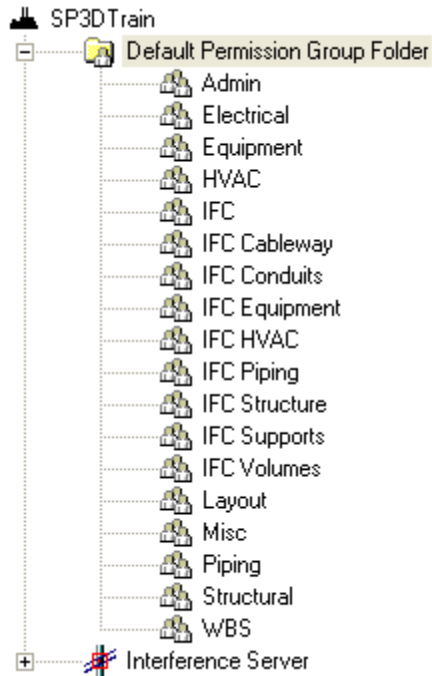 SP3DTrain
Default Permission Group Folder
Admin
Electrical
Equipment
HVAC
IFC
IFC Cableway
IFC Conduits
IFC Equipment
IFC HVAC
IFC Piping
IFC Structure
IFC Supports
IFC Volumes
Layout
Misc
Piping
Structural
WBS
Interference Server